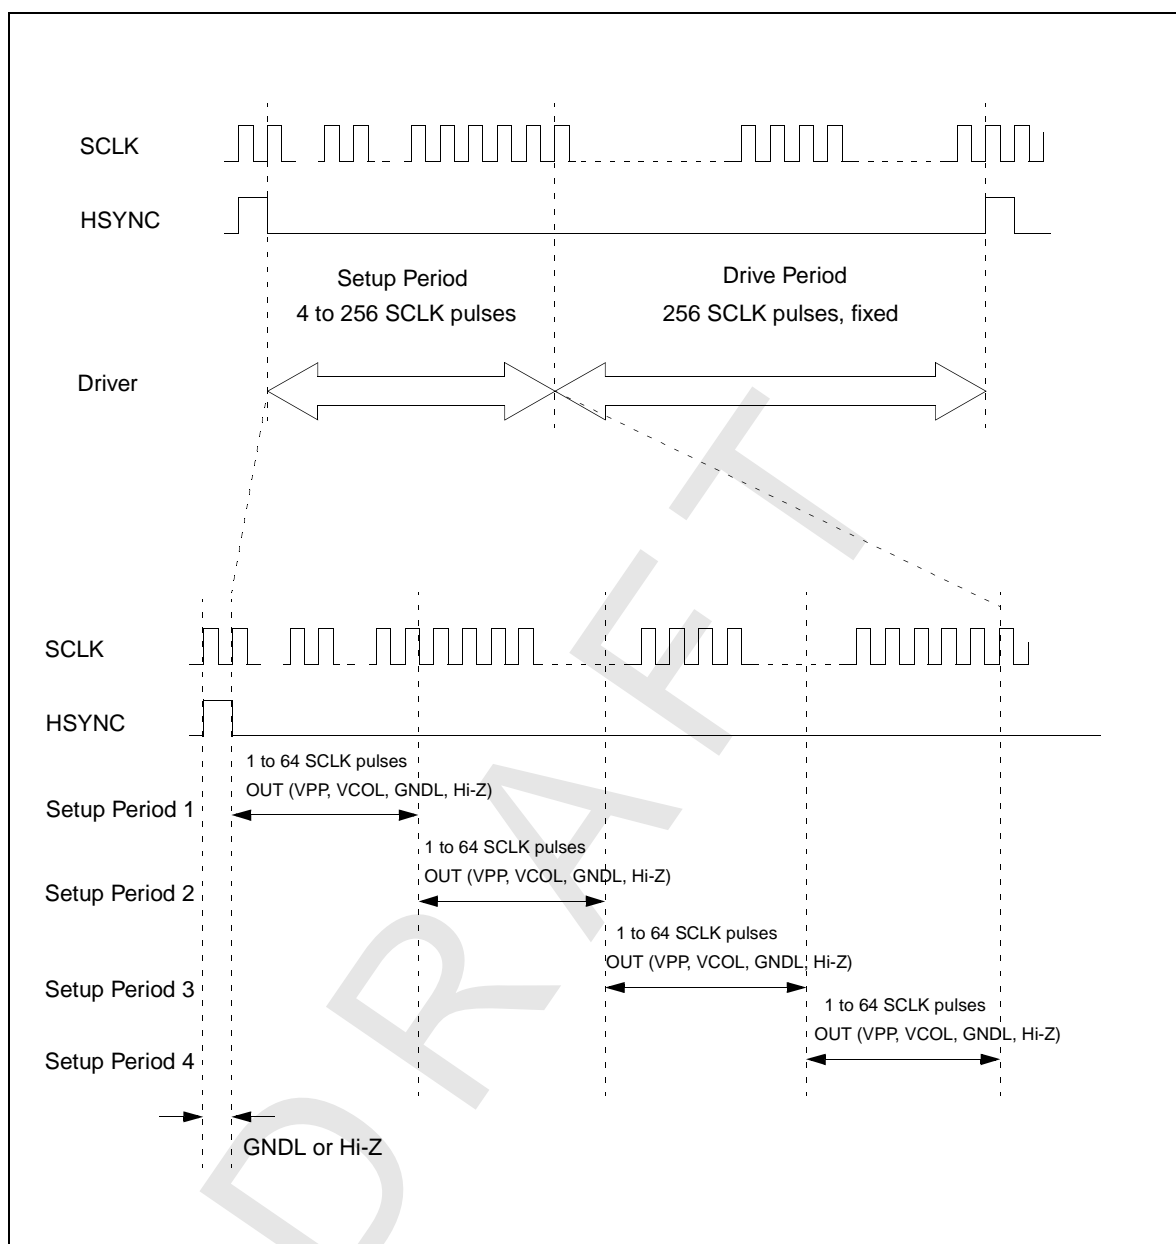 SCLK
HSYNC
Setup Period
4 to 256 SCLK pulses
Drive Period
256 SCLK pulses, fixed
Driver
SCLK
HSYNC
1 to 64 SCLK pulses
OUT (VPP, VCOL, GNDL, Hi-Z)
Setup Period 1
1 to 64 SCLK pulses
OUT (VPP, VCOL, GNDL, Hi-Z)
Setup Period 2
1 to 64 SCLK pulses
OUT (VPP, VCOL, GNDL, Hi-Z)
Setup Period 3
1 to 64 SCLK pulses
OUT (VPP, VCOL, GNDL, Hi-Z)
Setup Period 4
GNDL or Hi-Z
DRAFT